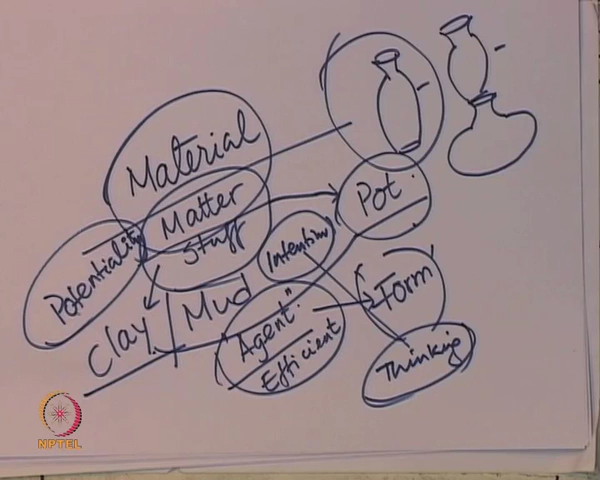 Material
Matter
Stuff
Potentiality
Pot.
Intention
Clay / Mud
Form
Agent"
Efficient
Thinking
NPTEL